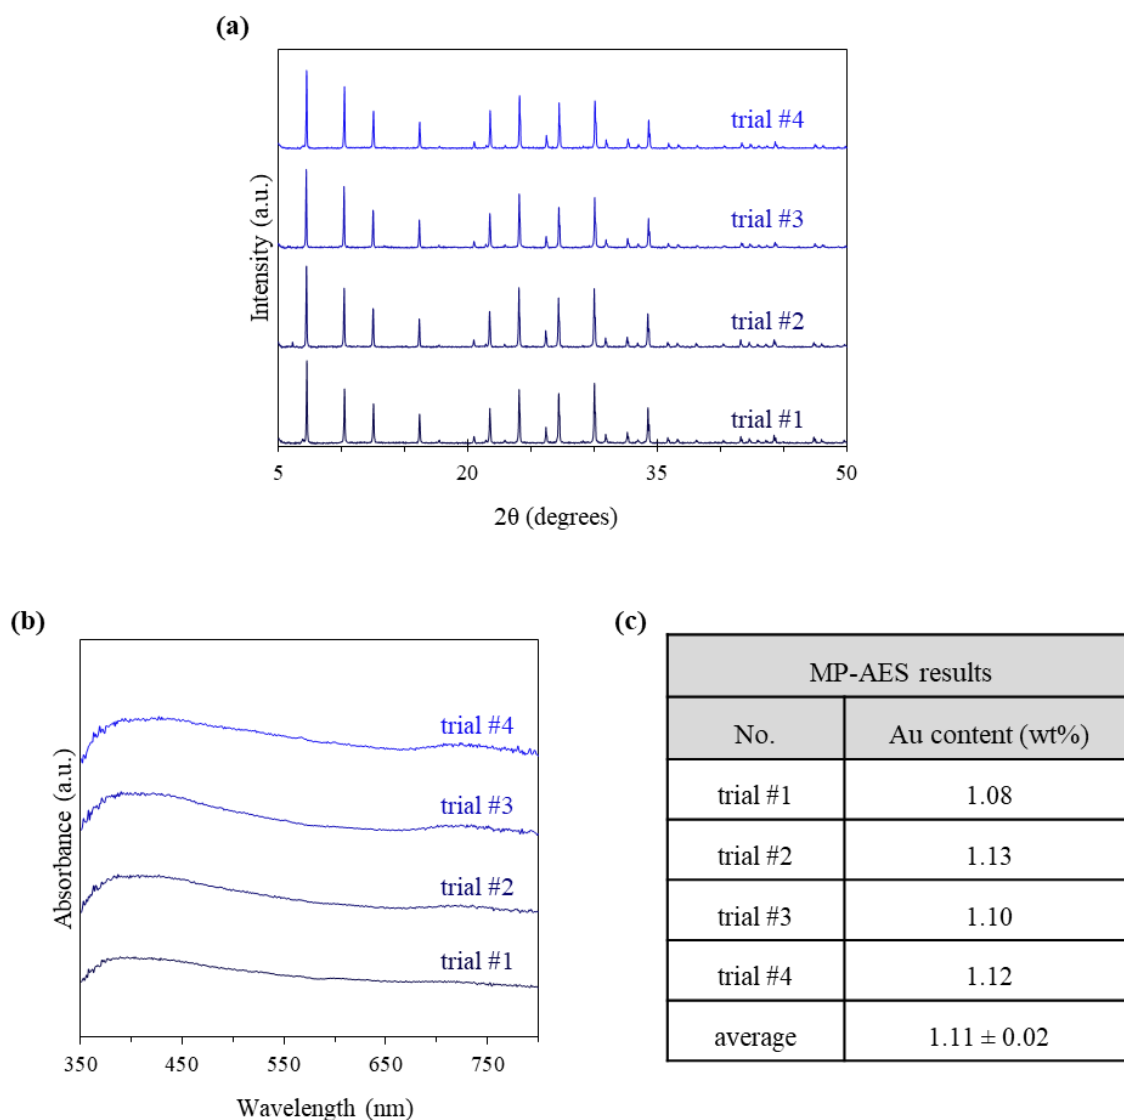 (a)
trial #4
trial #3
trial #2
trial #1
Intensity (a.u.)
5
20
35
50
2θ (degrees)
(b)
trial #4
trial #3
trial #2
trial #1
Absorbance (a.u.)
350
450
550
650
750
Wavelength (nm)
(c)
MP-AES results
No. Au content (wt%)
trial #1 1.08
trial #2 1.13
trial #3 1.10
trial #4 1.12
average 1.11 ± 0.02